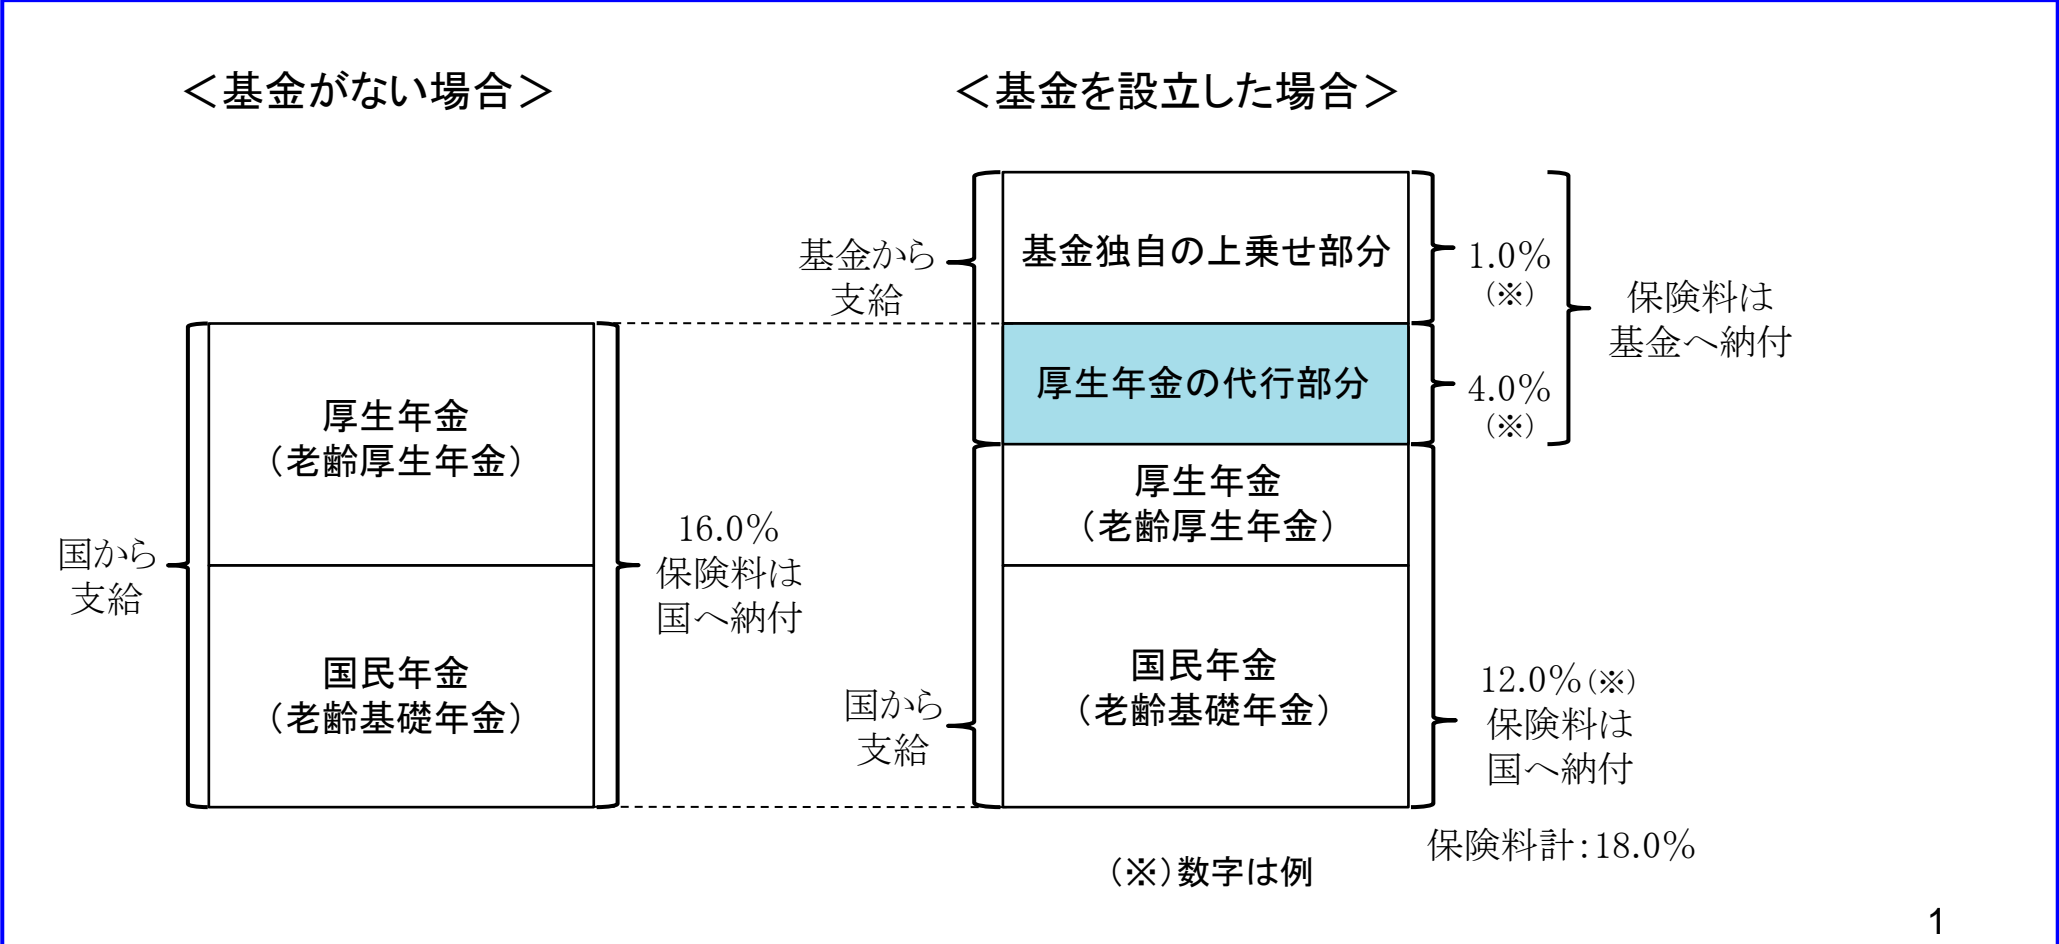 ＜基金がない場合＞
厚生年金
（老齢厚生年金）
国民年金
（老齢基礎年金）
国から
支給
16.0%
保険料は
国へ納付
＜基金を設立した場合＞
基金独自の上乗せ部分
厚生年金の代行部分
厚生年金
（老齢厚生年金）
国民年金
（老齢基礎年金）
基金から
支給
国から
支給
1.0%
(※)
4.0%
(※)
保険料は
基金へ納付
12.0%(※)
保険料は
国へ納付
保険料計:18.0%
（※）数字は例
1